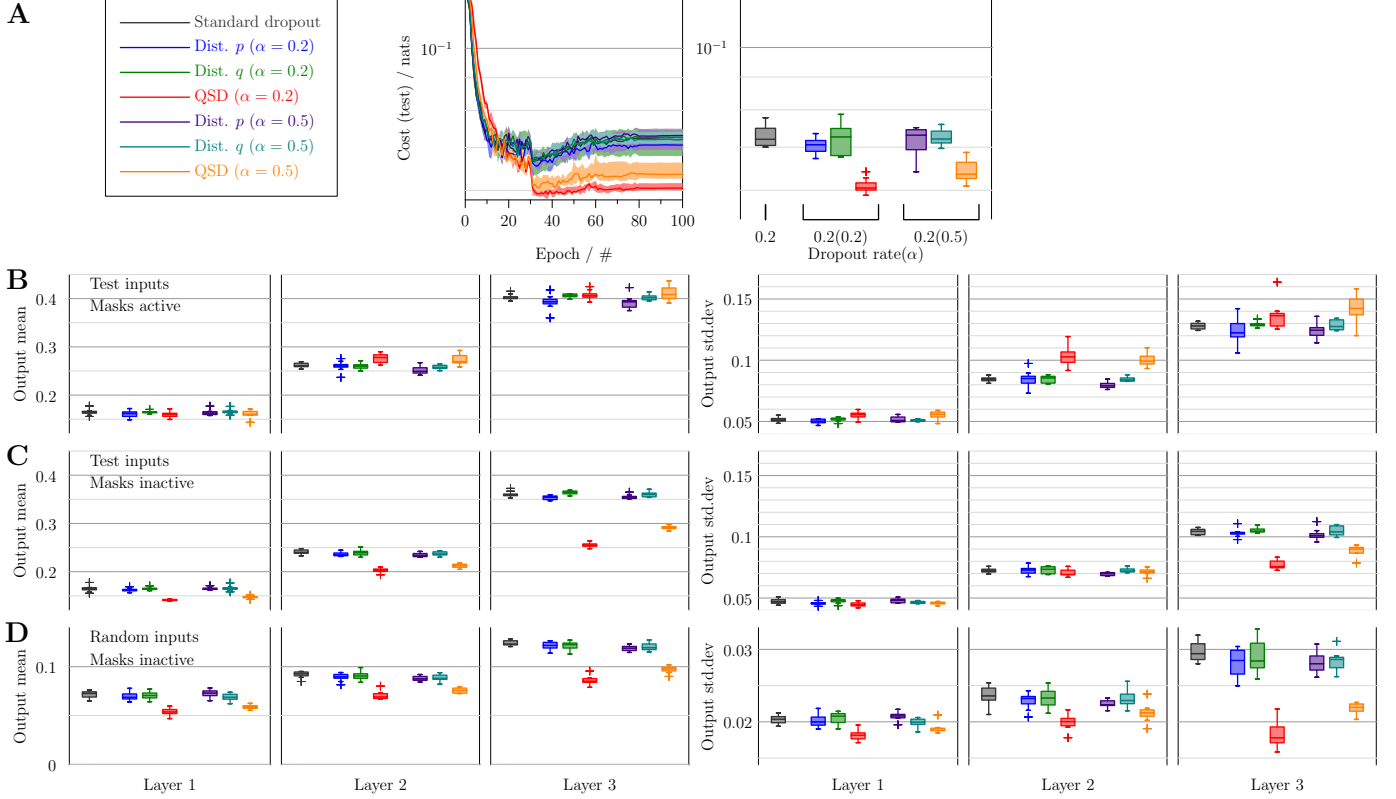 A
Standard dropout
Dist. p (α = 0.2)
Dist. q (α = 0.2)
QSD (α = 0.2)
Dist. p (α = 0.5)
Dist. q (α = 0.5)
QSD (α = 0.5)
Cost (test) / nats
10⁻¹
0 20 40 60 80 100
Epoch / #
10⁻¹
0.2 0.2(0.2) 0.2(0.5)
Dropout rate(α)
B
Output mean
0.4
0.3
0.2
Test inputs
Masks active
Output std.dev
0.15
0.1
0.05
C
Output mean
0.4
0.3
0.2
Test inputs
Masks inactive
Output std.dev
0.15
0.1
0.05
D
Output mean
0.1
0
Random inputs
Masks inactive
Output std.dev
0.03
0.02
Layer 1 Layer 2 Layer 3 Layer 1 Layer 2 Layer 3